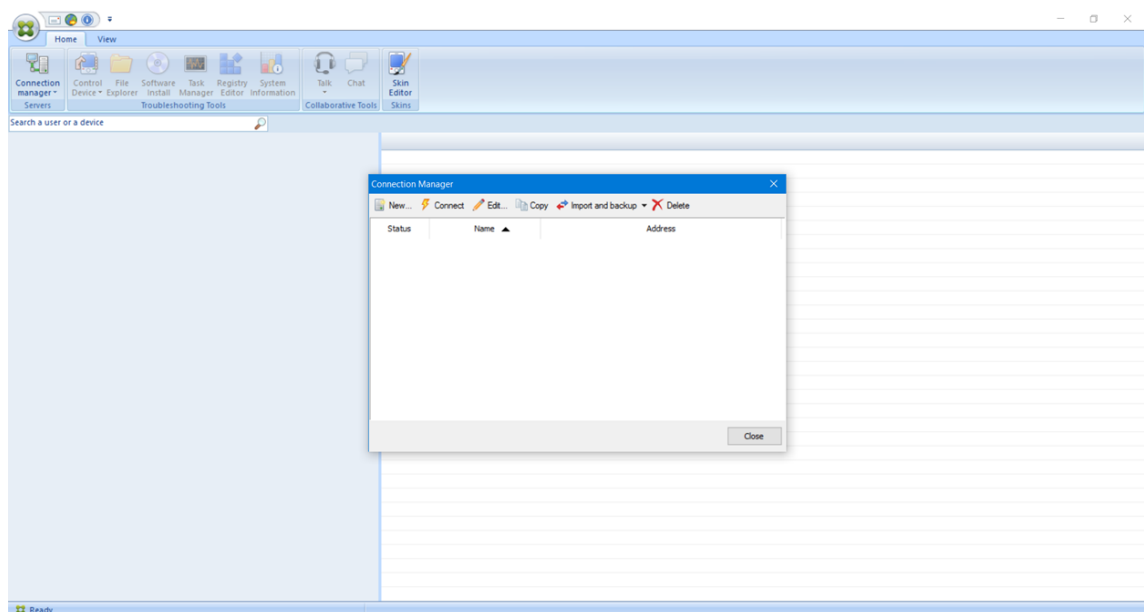 Home View
Connection manager
Control Device
File Explorer
Software Install
Task Manager
Registry Editor
System Information
Talk
Chat
Skin Editor
Servers
Troubleshooting Tools
Collaborative Tools
Skins
Search a user or a device
Connection Manager
New... Connect Edit... Copy Import and backup Delete
Status Name Address
Close
Ready